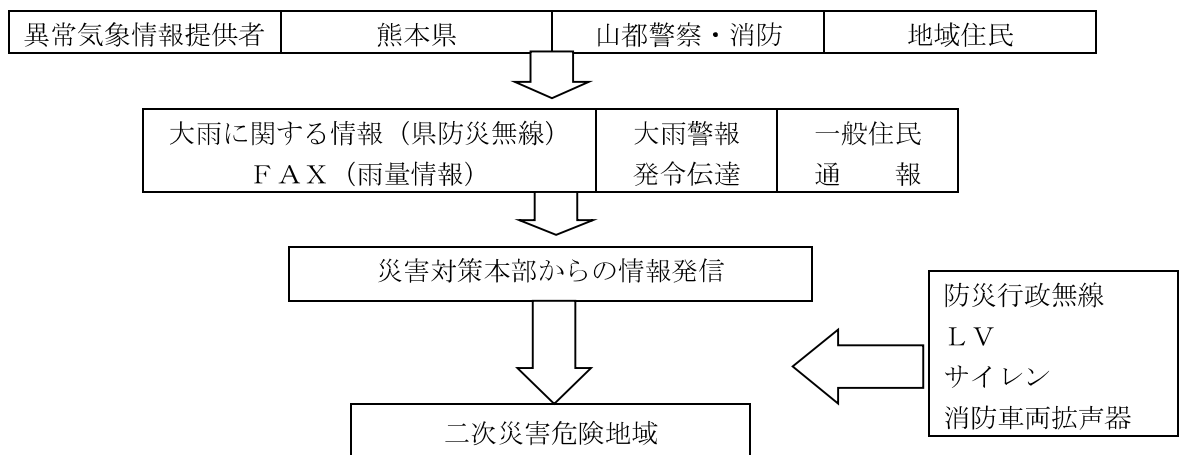 異常気象情報提供者 熊本県 山都警察・消防 地域住民
大雨に関する情報（県防災無線） 大雨警報 一般住民
ＦＡＸ（雨量情報） 発令伝達 通　　報
災害対策本部からの情報発信
防災行政無線
ＬＶ
サイレン
消防車両拡声器
二次災害危険地域